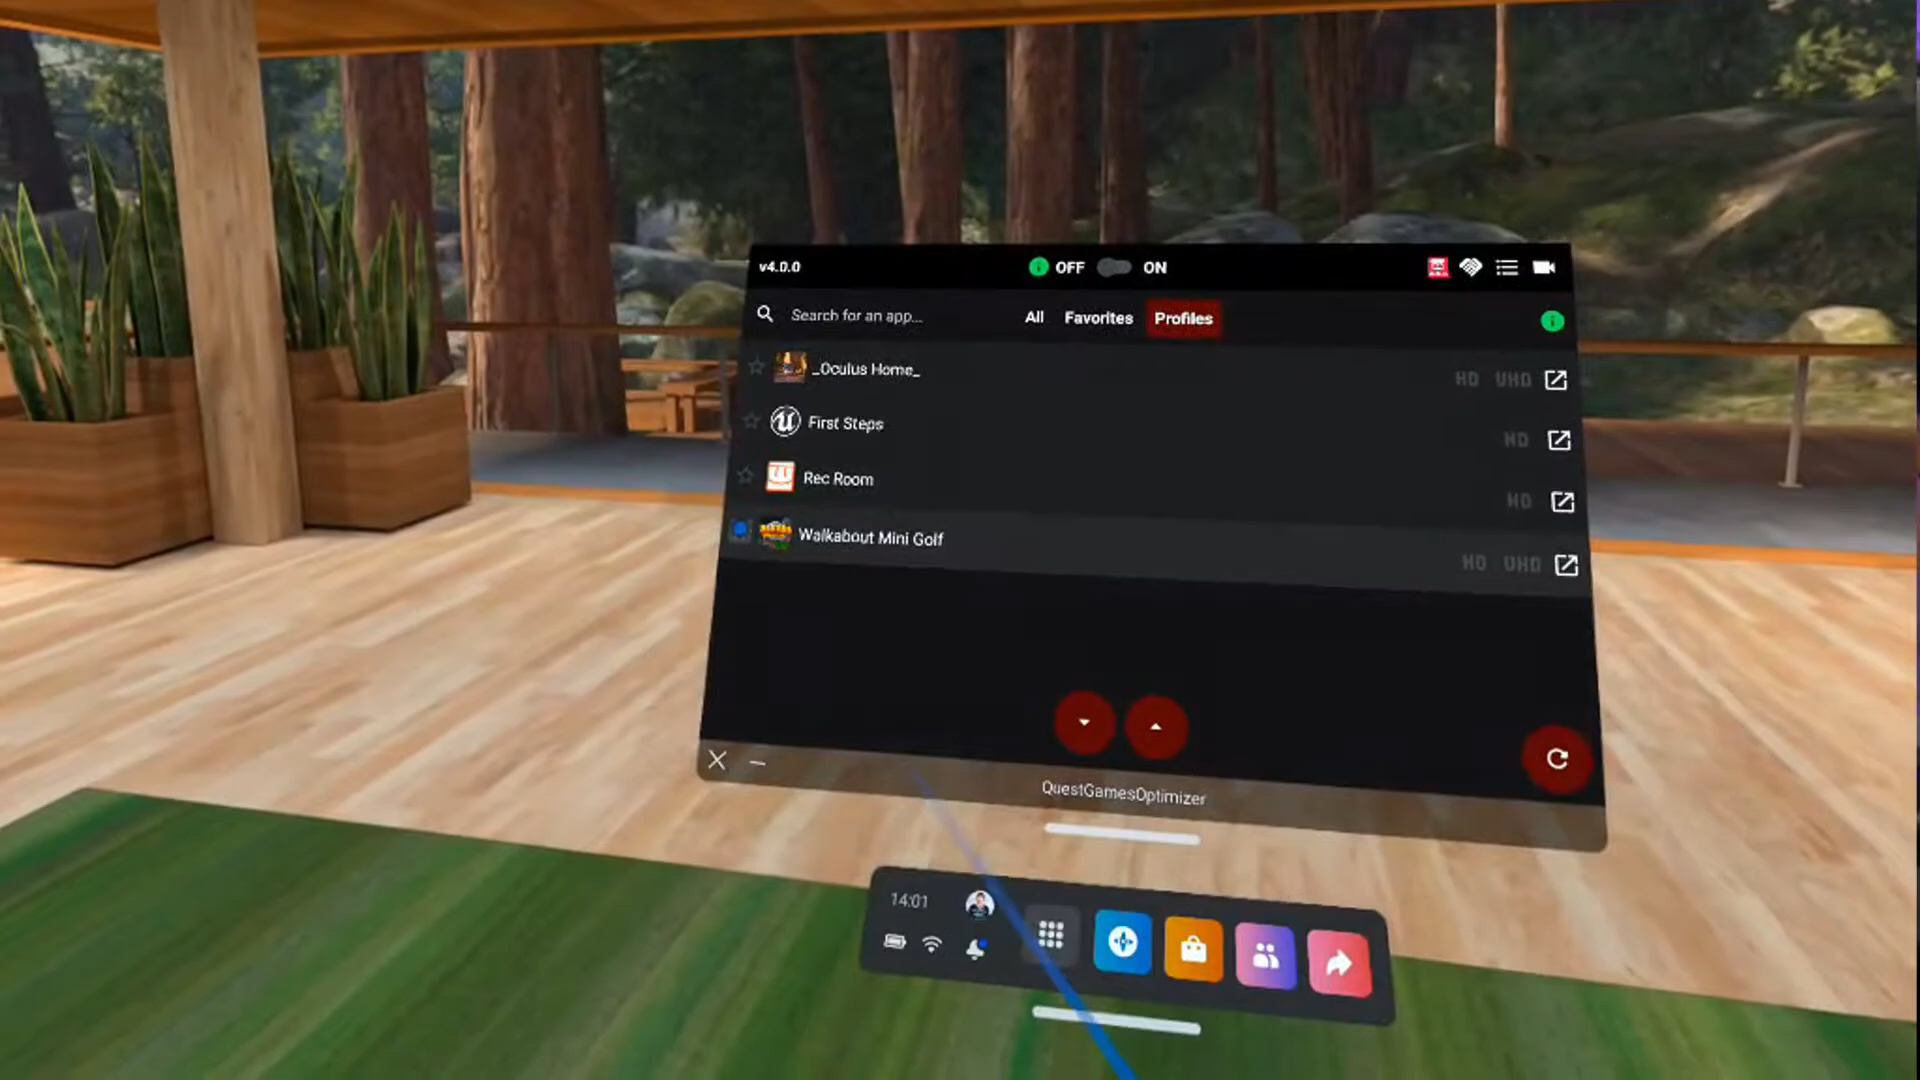 v4.0.0
OFF ON
Search for an app...
All Favorites Profiles
_Oculus Home_
HD UHD
First Steps
HD
Rec Room
HD
Walkabout Mini Golf
HD UHD
QuestGamesOptimizer
14:01